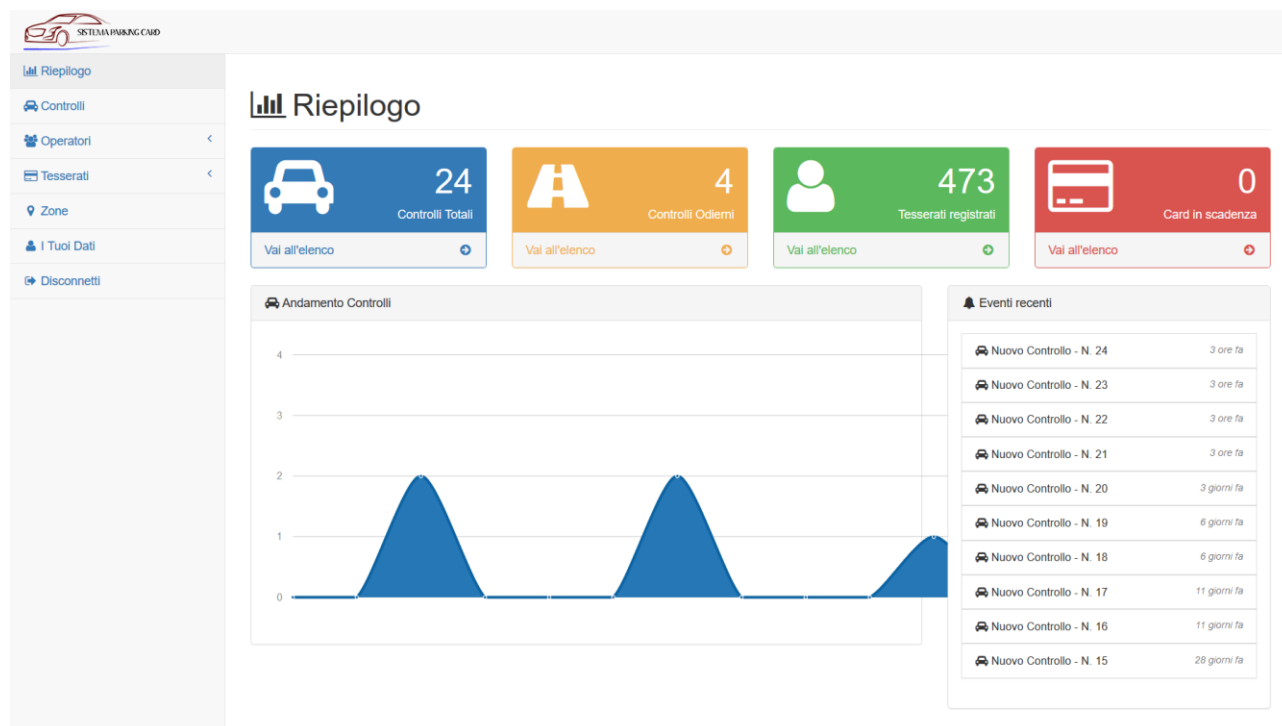 SISTEMA PARKING CARD
Riepilogo
Controlli
Operatori
Tesserati
Zone
I Tuoi Dati
Disconnetti
Riepilogo
24
Controlli Totali
Vai all'elenco
4
Controlli Odierni
Vai all'elenco
473
Tesserati registrati
Vai all'elenco
0
Card in scadenza
Vai all'elenco
Andamento Controlli
4
3
2
1
0
Eventi recenti
Nuovo Controllo - N. 24 3 ore fa
Nuovo Controllo - N. 23 3 ore fa
Nuovo Controllo - N. 22 3 ore fa
Nuovo Controllo - N. 21 3 ore fa
Nuovo Controllo - N. 20 3 giorni fa
Nuovo Controllo - N. 19 6 giorni fa
Nuovo Controllo - N. 18 6 giorni fa
Nuovo Controllo - N. 17 11 giorni fa
Nuovo Controllo - N. 16 11 giorni fa
Nuovo Controllo - N. 15 28 giorni fa